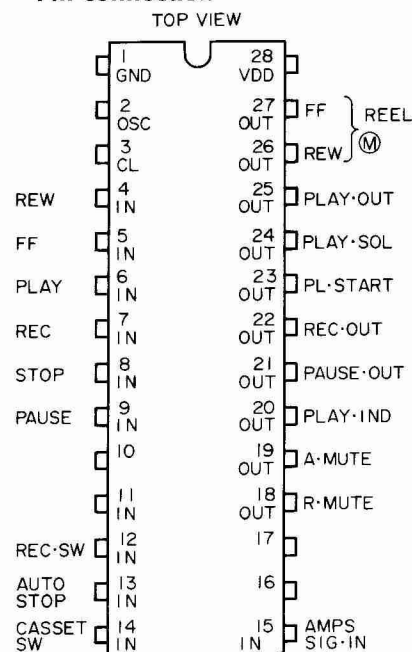 TOP VIEW
1 28
GND VDD
2 27 FF
OSC OUT REEL
3 26 REW M
CL OUT
REW 4 25 PLAY·OUT
IN OUT
FF 5 24 PLAY·SOL
IN OUT
PLAY 6 23 PL·START
IN OUT
REC 7 22 REC·OUT
IN OUT
STOP 8 21 PAUSE·OUT
IN OUT
PAUSE 9 20 PLAY·IND
IN OUT
10 19 A·MUTE
OUT
11 18 R·MUTE
IN OUT
REC·SW 12 17
IN
AUTO 13 16
STOP IN
CASSET 14 15 AMPS
SW IN IN SIG·IN